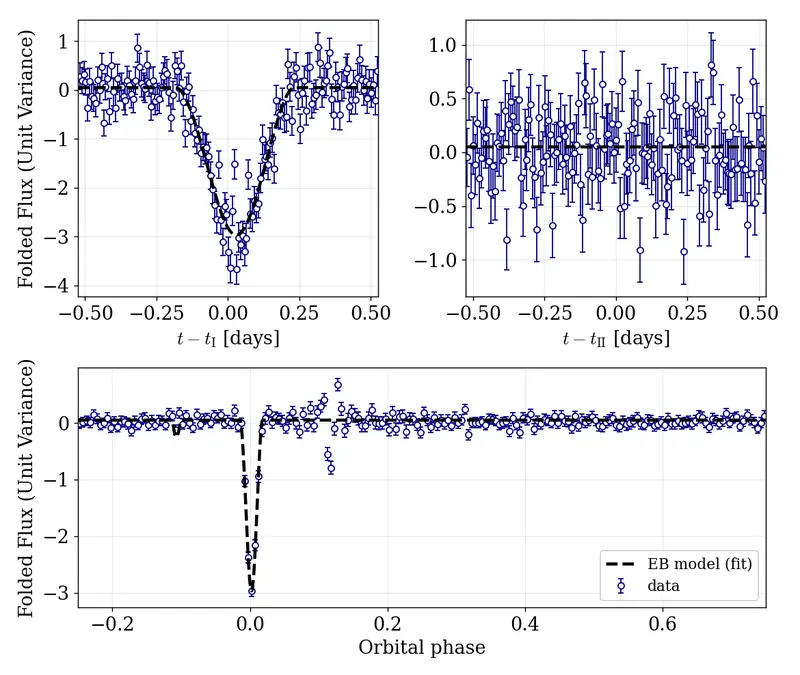 Folded Flux (Unit Variance)
1
0
−1
−2
−3
−4
−0.50 −0.25 0.00 0.25 0.50
t − tI [days]
1.0
0.5
0.0
−0.5
−1.0
−0.50 −0.25 0.00 0.25 0.50
t − tII [days]
Folded Flux (Unit Variance)
0
−1
−2
−3
EB model (fit)
data
−0.2 0.0 0.2 0.4 0.6
Orbital phase